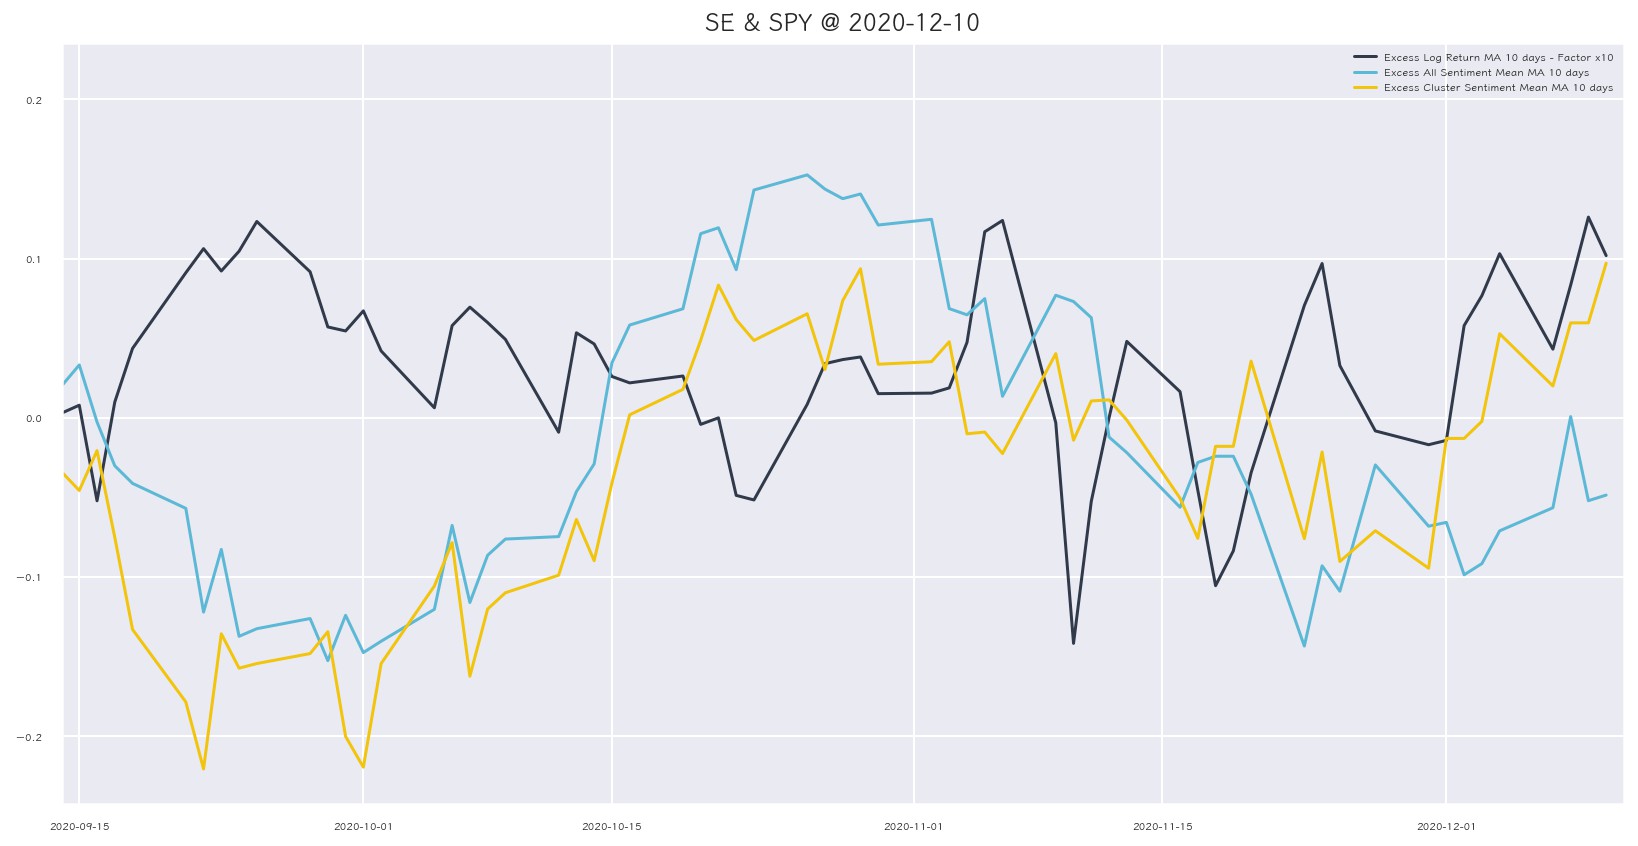 SE & SPY @ 2020-12-10
Excess Log Return MA 10 days - Factor x10
Excess All Sentiment Mean MA 10 days
Excess Cluster Sentiment Mean MA 10 days
0.2
0.1
0.0
−0.1
−0.2
2020-09-15 2020-10-01 2020-10-15 2020-11-01 2020-11-15 2020-12-01